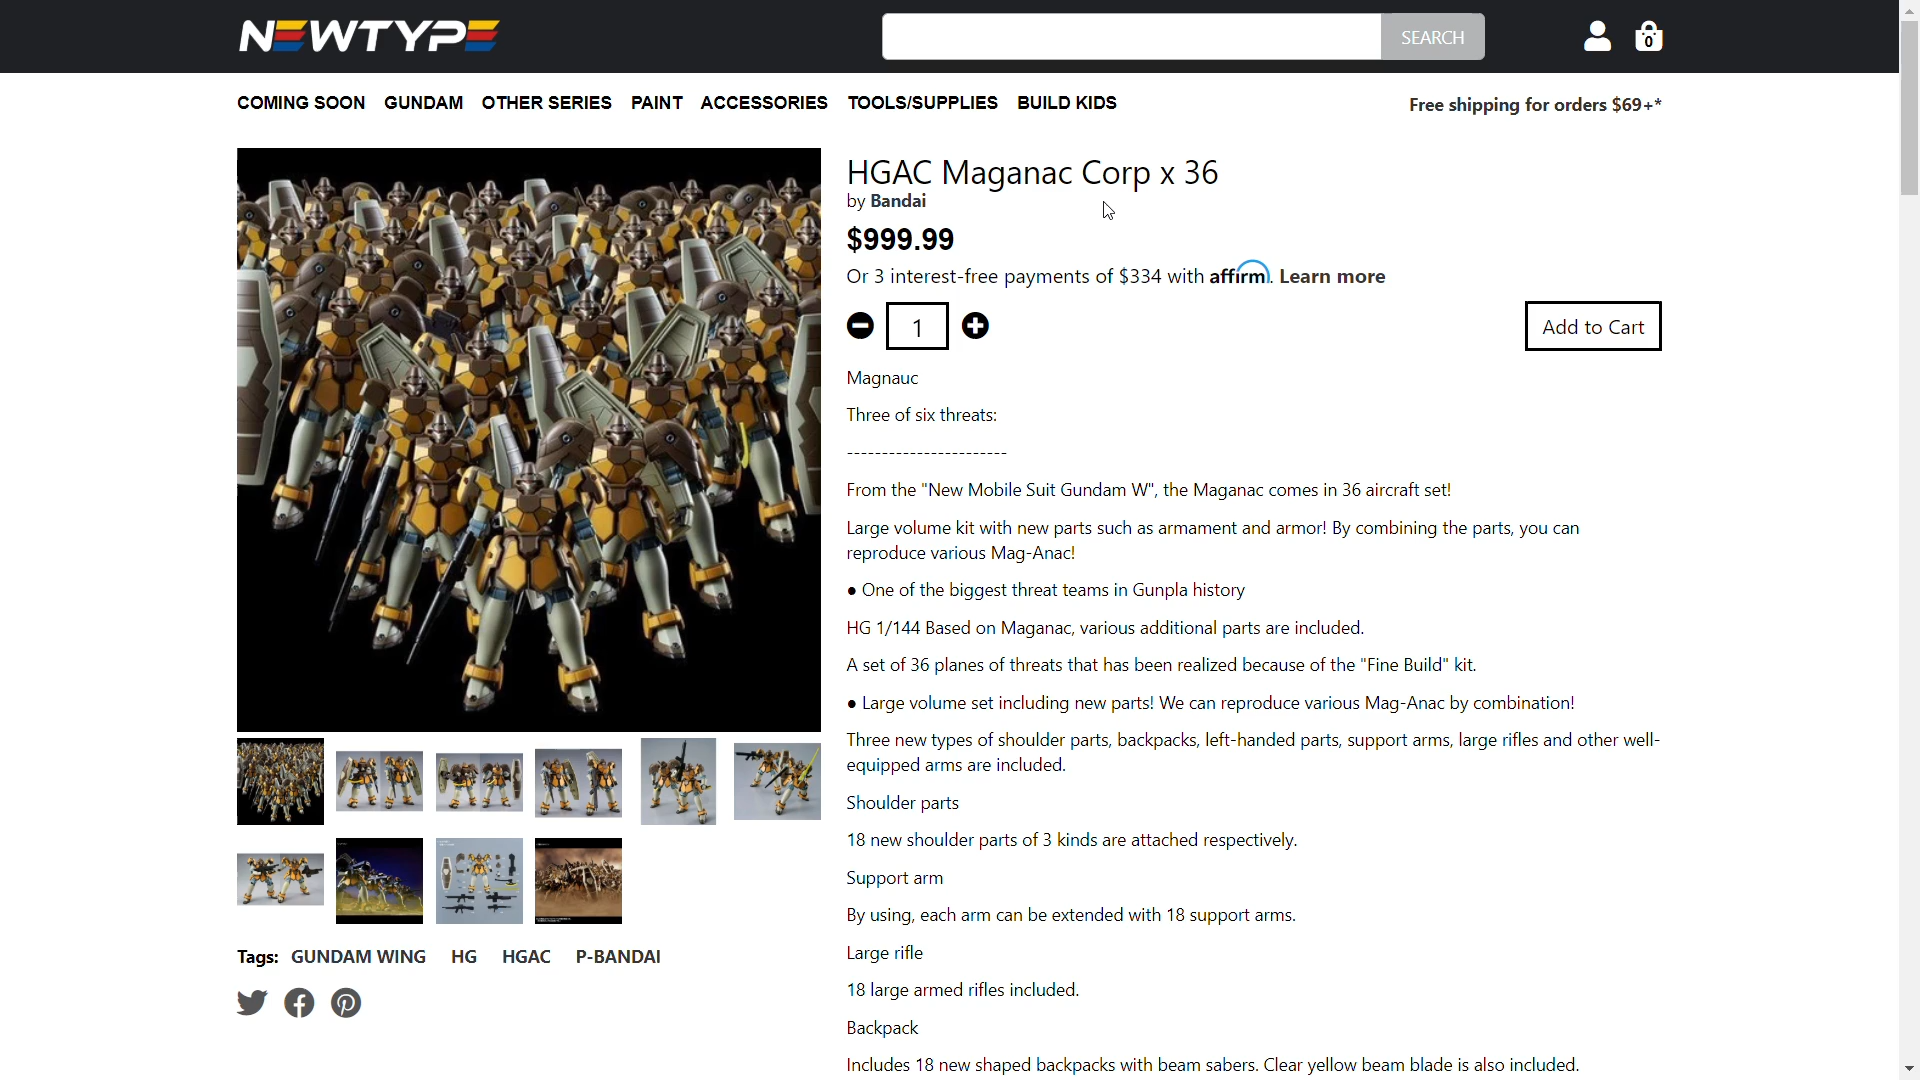 NEWTYPE
SEARCH
0
COMING SOON GUNDAM OTHER SERIES PAINT ACCESSORIES TOOLS/SUPPLIES BUILD KIDS
Free shipping for orders $69+*
HGAC Maganac Corp x 36
by Bandai
$999.99
Or 3 interest-free payments of $334 with affirm. Learn more
1
Add to Cart
Magnauc
Three of six threats:
-----------------------
From the "New Mobile Suit Gundam W", the Maganac comes in 36 aircraft set!
Large volume kit with new parts such as armament and armor! By combining the parts, you can
reproduce various Mag-Anac!
● One of the biggest threat teams in Gunpla history
HG 1/144 Based on Maganac, various additional parts are included.
A set of 36 planes of threats that has been realized because of the "Fine Build" kit.
● Large volume set including new parts! We can reproduce various Mag-Anac by combination!
Three new types of shoulder parts, backpacks, left-handed parts, support arms, large rifles and other well-
equipped arms are included.
Shoulder parts
18 new shoulder parts of 3 kinds are attached respectively.
Support arm
By using, each arm can be extended with 18 support arms.
Large rifle
18 large armed rifles included.
Backpack
Includes 18 new shaped backpacks with beam sabers. Clear yellow beam blade is also included.
Tags: GUNDAM WING HG HGAC P-BANDAI